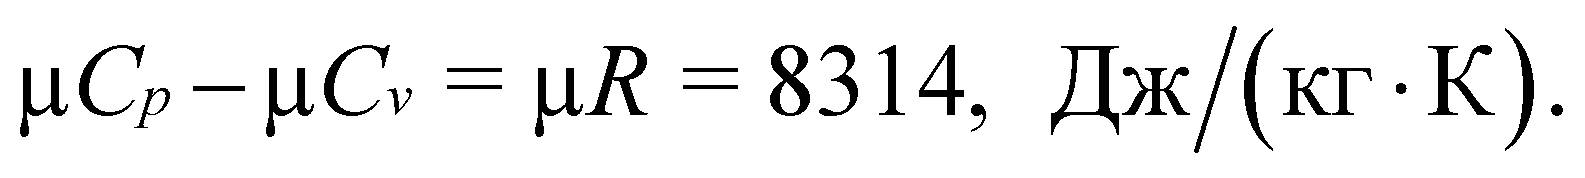 μCp – μCv = μR = 8314, Дж/(кг·К).